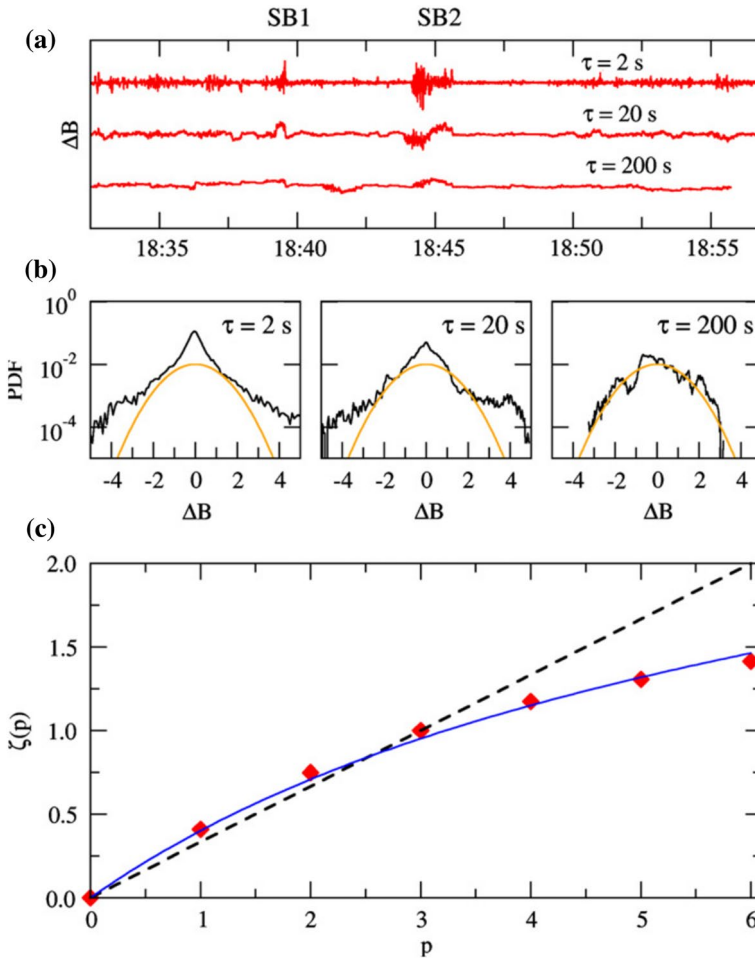 SB1 SB2
(a)
τ = 2 s
τ = 20 s
τ = 200 s
ΔB
18:35 18:40 18:45 18:50 18:55
(b)
10^0
10^-2
10^-4
PDF
τ = 2 s τ = 20 s τ = 200 s
-4 -2 0 2 4 -4 -2 0 2 4 -4 -2 0 2 4
ΔB ΔB ΔB
(c)
2.0
1.5
1.0
0.5
0.0
ζ(p)
0 1 2 3 4 5 6
p